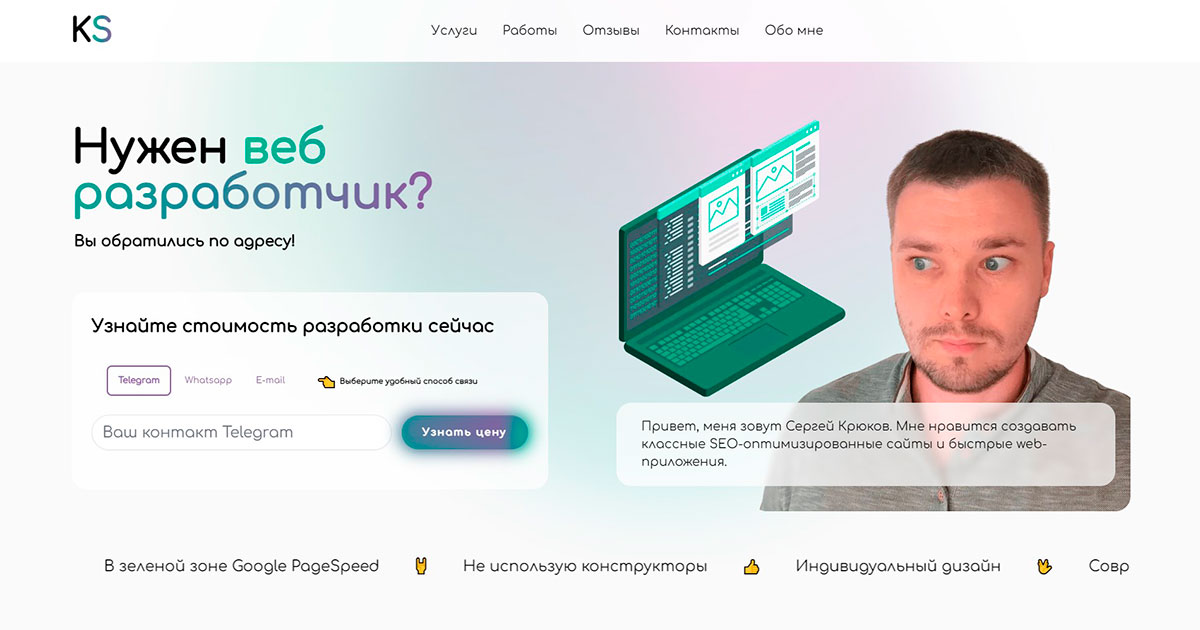 KS
Услуги Работы Отзывы Контакты Обо мне
Нужен веб
разработчик?
Вы обратились по адресу!
Узнайте стоимость разработки сейчас
Telegram Whatsapp E-mail Выберите удобный способ связи
Ваш контакт Telegram Узнать цену
Привет, меня зовут Сергей Крюков. Мне нравится создавать
классные SEO-оптимизированные сайты и быстрые web-
приложения.
В зеленой зоне Google PageSpeed Не использую конструкторы Индивидуальный дизайн Совр